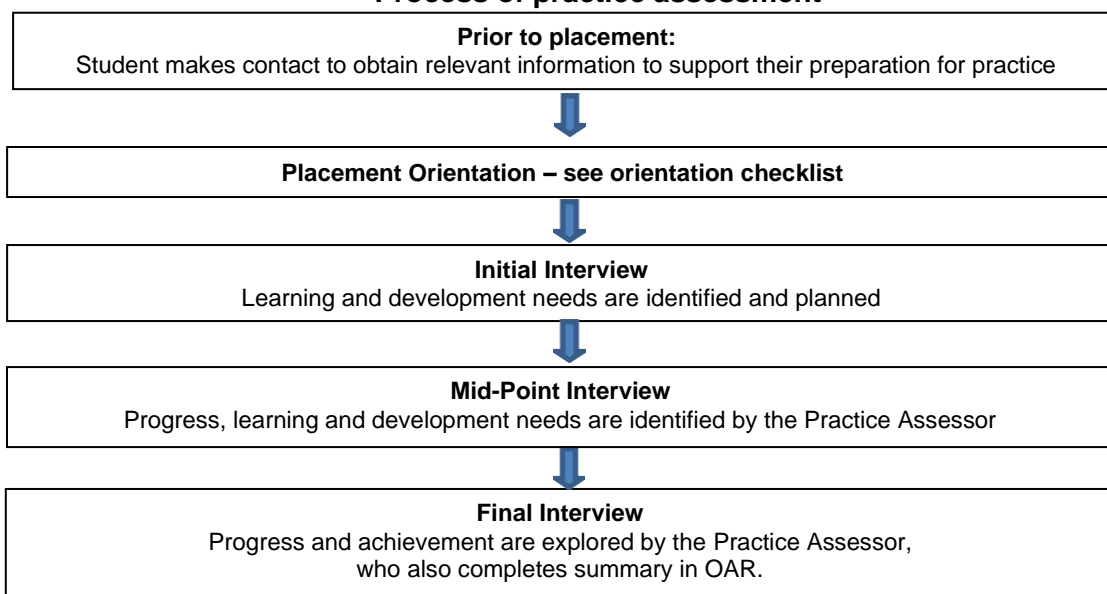 Process of practice assessment
Prior to placement:
Student makes contact to obtain relevant information to support their preparation for practice
Placement Orientation – see orientation checklist
Initial Interview
Learning and development needs are identified and planned
Mid-Point Interview
Progress, learning and development needs are identified by the Practice Assessor
Final Interview
Progress and achievement are explored by the Practice Assessor,
who also completes summary in OAR.